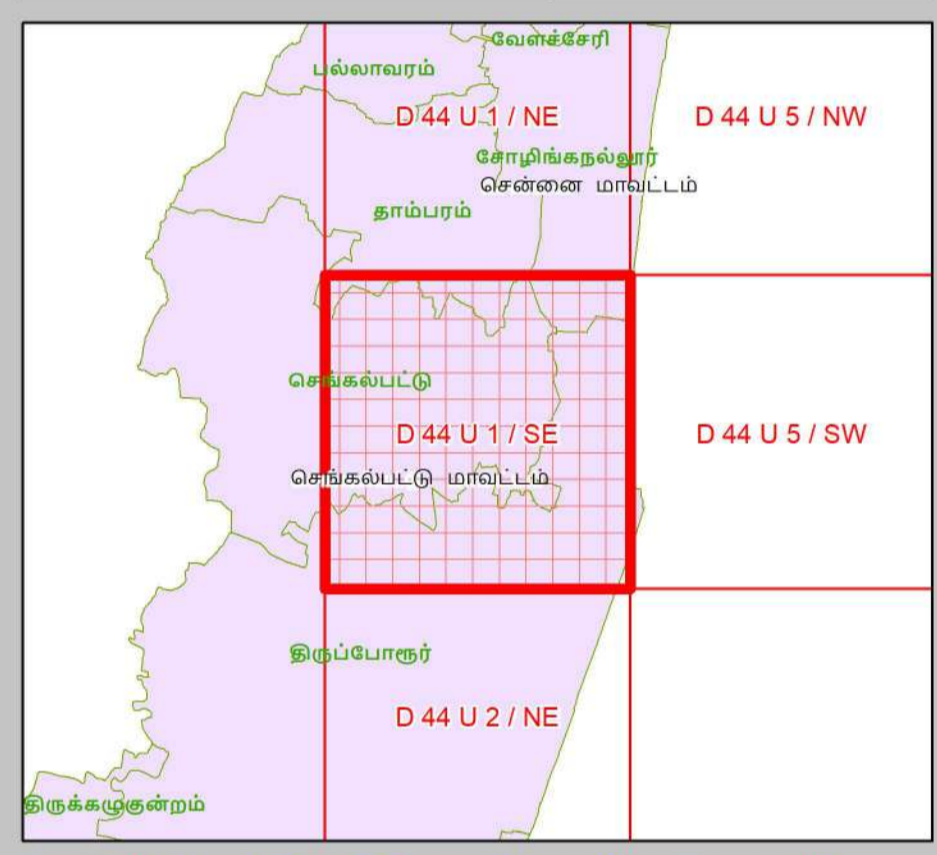 வேளச்சேரி
பல்லாவரம்
D 44 U 1 / NE
D 44 U 5 / NW
சோழிங்கநல்லூர்
சென்னை மாவட்டம்
தாம்பரம்
செங்கல்பட்டு
D 44 U 1 / SE
D 44 U 5 / SW
செங்கல்பட்டு மாவட்டம்
திருப்போரூர்
D 44 U 2 / NE
திருக்கழுகுன்றம்